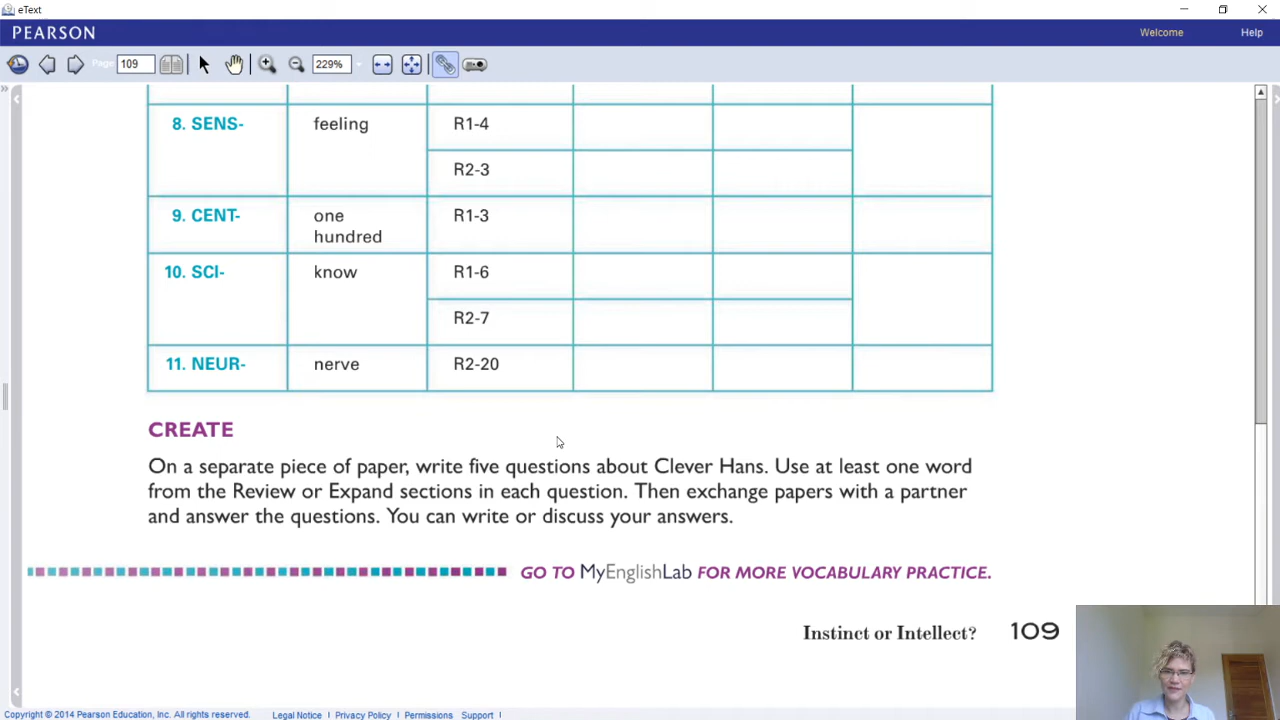 eText
PEARSON
Welcome
Help
Page: 109
229%
8. SENS- feeling R1-4
R2-3
9. CENT- one hundred R1-3
10. SCI- know R1-6
R2-7
11. NEUR- nerve R2-20
CREATE
On a separate piece of paper, write five questions about Clever Hans. Use at least one word
from the Review or Expand sections in each question. Then exchange papers with a partner
and answer the questions. You can write or discuss your answers.
GO TO MyEnglishLab FOR MORE VOCABULARY PRACTICE.
Instinct or Intellect? 109
Copyright © 2014 Pearson Education, Inc. All rights reserved. Legal Notice | Privacy Policy | Permissions Support |